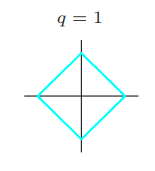 q = 1